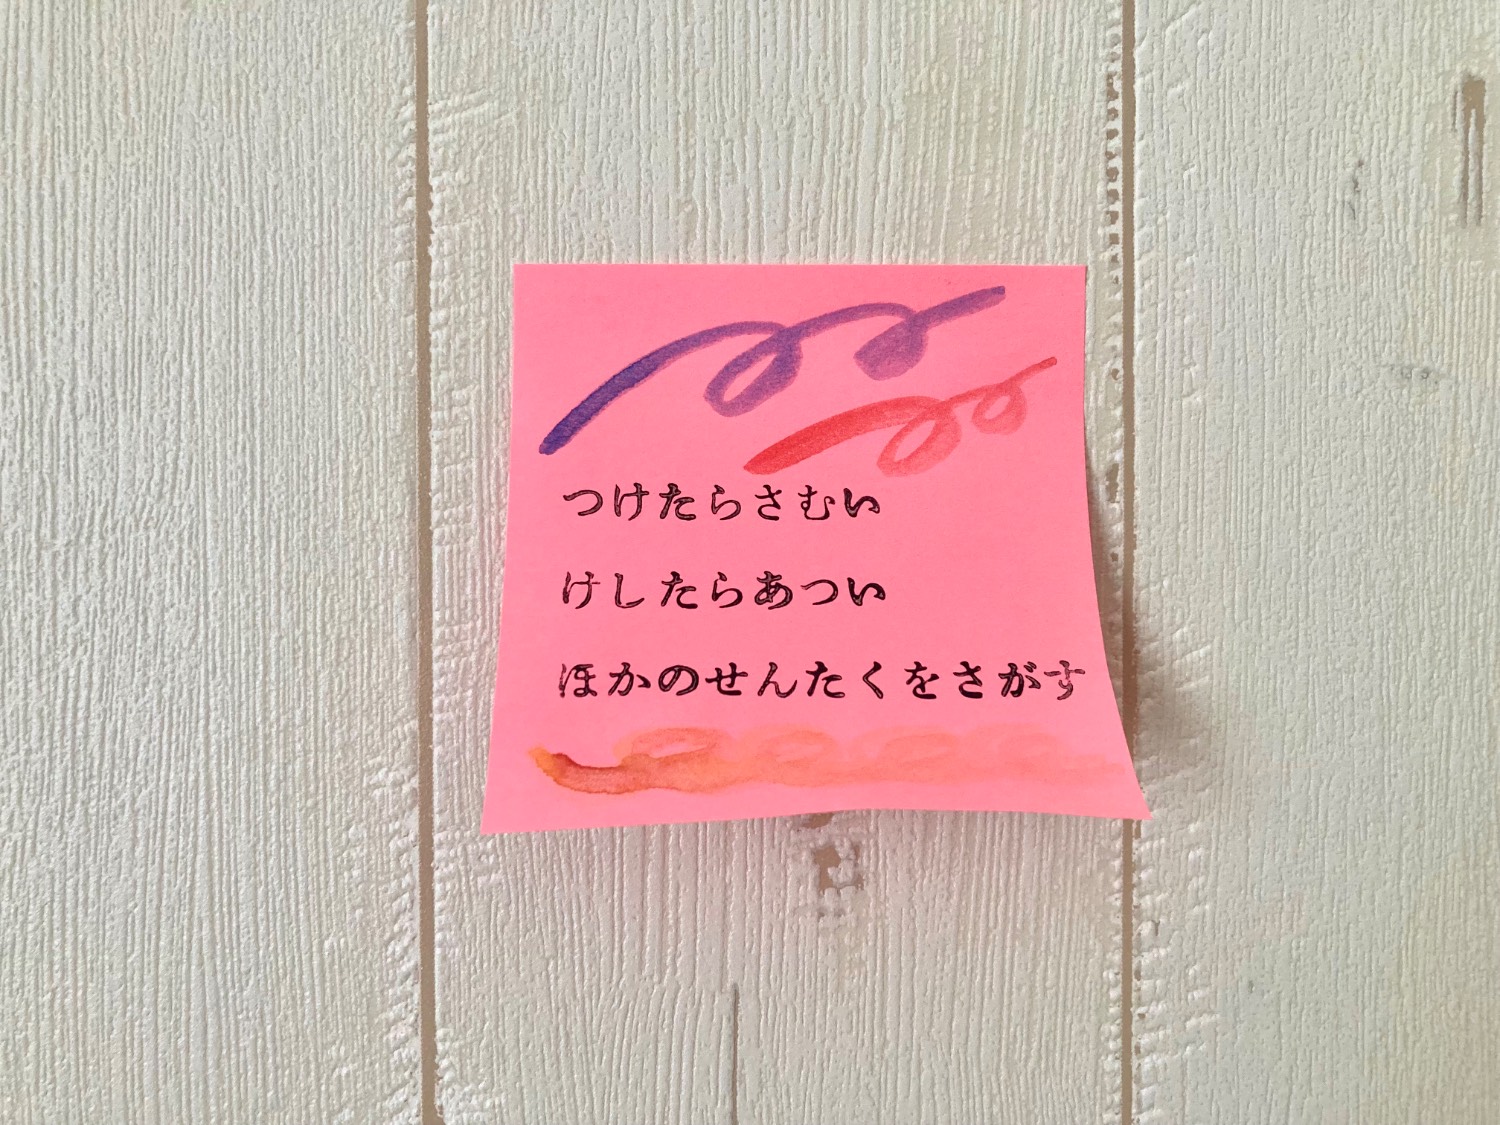 つけたらさむい
けしたらあつい
ほかのせんたくをさがす